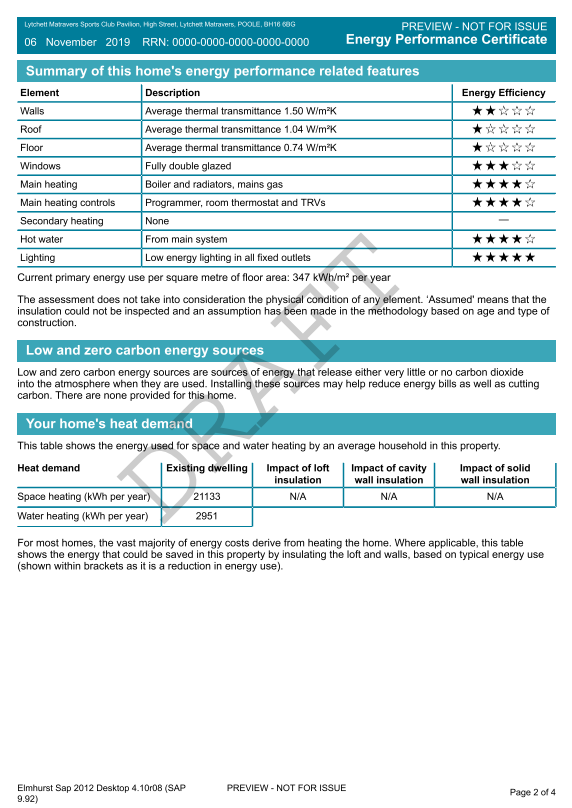 Lytchett Matravers Sports Club Pavilion, High Street, Lytchett Matravers, POOLE, BH16 6BG
PREVIEW - NOT FOR ISSUE
06 November 2019 RRN: 0000-0000-0000-0000-0000
Energy Performance Certificate
Summary of this home's energy performance related features
Element Description Energy Efficiency
Walls Average thermal transmittance 1.50 W/m²K ★★☆☆☆
Roof Average thermal transmittance 1.04 W/m²K ★☆☆☆☆
Floor Average thermal transmittance 0.74 W/m²K ★☆☆☆☆
Windows Fully double glazed ★★★☆☆
Main heating Boiler and radiators, mains gas ★★★★☆
Main heating controls Programmer, room thermostat and TRVs ★★★★☆
Secondary heating None —
Hot water From main system ★★★★☆
Lighting Low energy lighting in all fixed outlets ★★★★★
Current primary energy use per square metre of floor area: 347 kWh/m² per year
The assessment does not take into consideration the physical condition of any element. 'Assumed' means that the
insulation could not be inspected and an assumption has been made in the methodology based on age and type of
construction.
Low and zero carbon energy sources
Low and zero carbon energy sources are sources of energy that release either very little or no carbon dioxide
into the atmosphere when they are used. Installing these sources may help reduce energy bills as well as cutting
carbon. There are none provided for this home.
Your home's heat demand
This table shows the energy used for space and water heating by an average household in this property.
Heat demand Existing dwelling Impact of loft insulation Impact of cavity wall insulation Impact of solid wall insulation
Space heating (kWh per year) 21133 N/A N/A N/A
Water heating (kWh per year) 2951
For most homes, the vast majority of energy costs derive from heating the home. Where applicable, this table
shows the energy that could be saved in this property by insulating the loft and walls, based on typical energy use
(shown within brackets as it is a reduction in energy use).
DRAFT
Elmhurst Sap 2012 Desktop 4.10r08 (SAP
9.92)
PREVIEW - NOT FOR ISSUE
Page 2 of 4